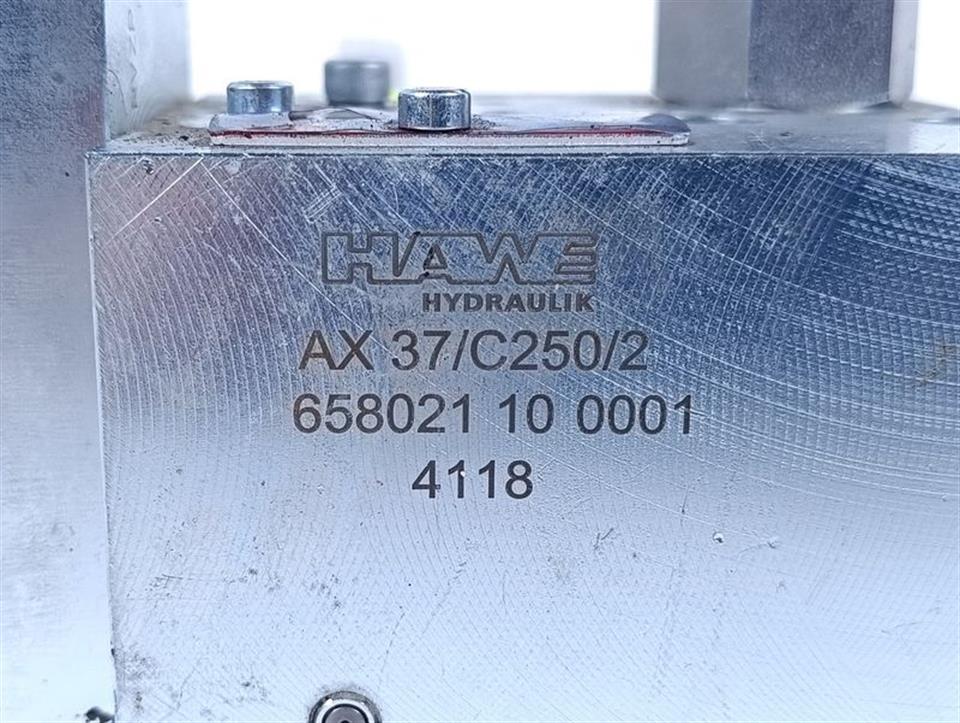 HAWE
HYDRAULIK
AX 37/C250/2
658021 10 0001
4118